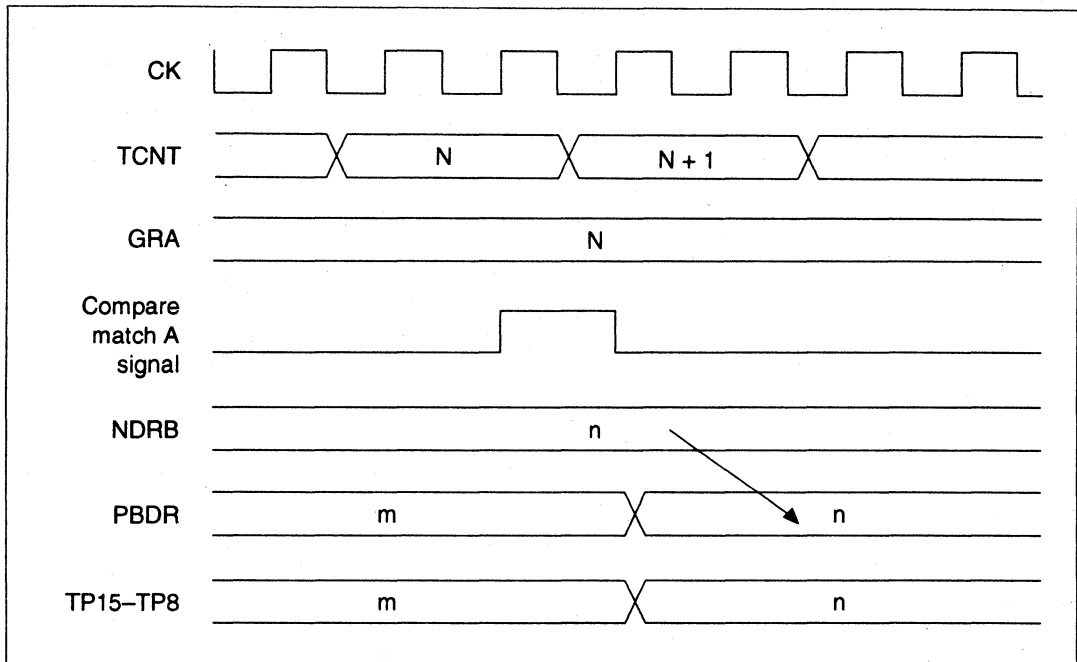 CK
TCNT
N
N + 1
GRA
N
Compare
match A
signal
NDRB
n
PBDR
m
n
TP15–TP8
m
n